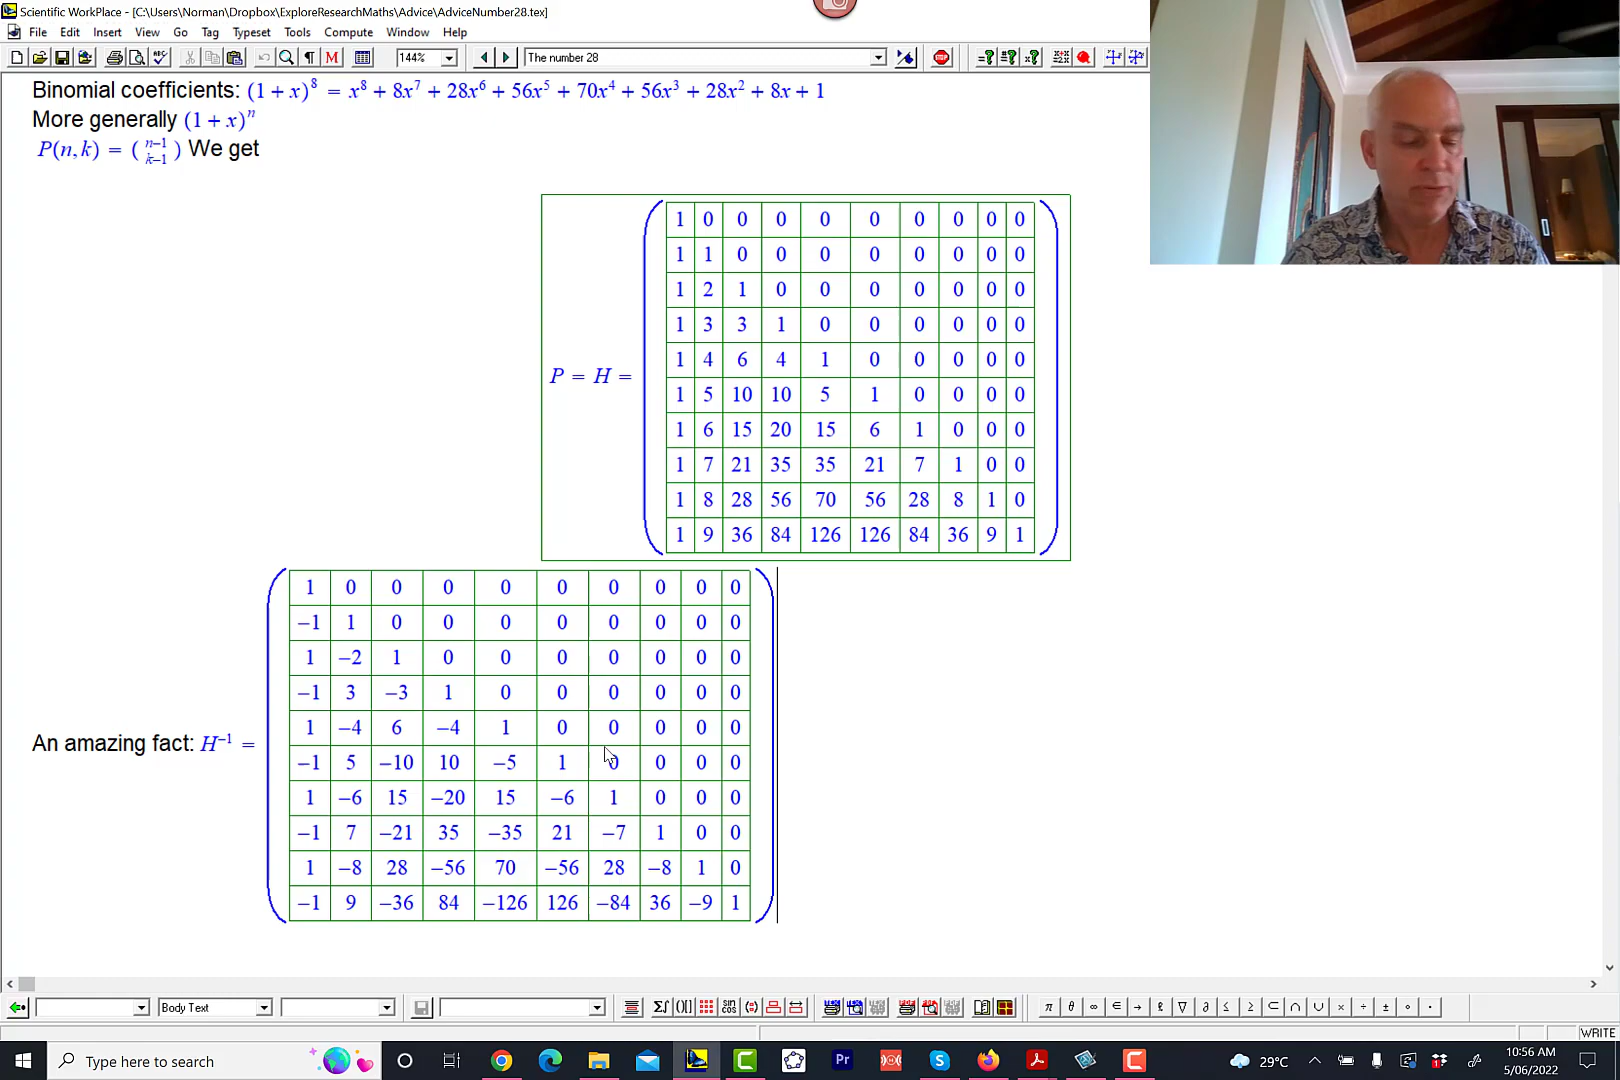 Scientific WorkPlace - [C:\Users\Norman\Dropbox\ExploreResearchMaths\Advice\AdviceNumber28.tex]
File Edit Insert View Go Tag Typeset Tools Compute Window Help
144% The number 28
Binomial coefficients: (1 + x)⁸ = x⁸ + 8x⁷ + 28x⁶ + 56x⁵ + 70x⁴ + 56x³ + 28x² + 8x + 1
More generally (1 + x)ⁿ
P(n, k) = ( n−1 k−1 ) We get
P = H =
1 0 0 0 0 0 0 0 0 0
1 1 0 0 0 0 0 0 0 0
1 2 1 0 0 0 0 0 0 0
1 3 3 1 0 0 0 0 0 0
1 4 6 4 1 0 0 0 0 0
1 5 10 10 5 1 0 0 0 0
1 6 15 20 15 6 1 0 0 0
1 7 21 35 35 21 7 1 0 0
1 8 28 56 70 56 28 8 1 0
1 9 36 84 126 126 84 36 9 1
An amazing fact: H⁻¹ =
1 0 0 0 0 0 0 0 0 0
−1 1 0 0 0 0 0 0 0 0
1 −2 1 0 0 0 0 0 0 0
−1 3 −3 1 0 0 0 0 0 0
1 −4 6 −4 1 0 0 0 0 0
−1 5 −10 10 −5 1 0 0 0 0
1 −6 15 −20 15 −6 1 0 0 0
−1 7 −21 35 −35 21 −7 1 0 0
1 −8 28 −56 70 −56 28 −8 1 0
−1 9 −36 84 −126 126 −84 36 −9 1
Body Text
π θ ∞ ∈ → ℓ ∇ ∂ ≤ ≥ ⊂ ∩ ∪ × ÷ ± ∘ ·
WRITE
Type here to search
Pr
29°C
10:56 AM
5/06/2022